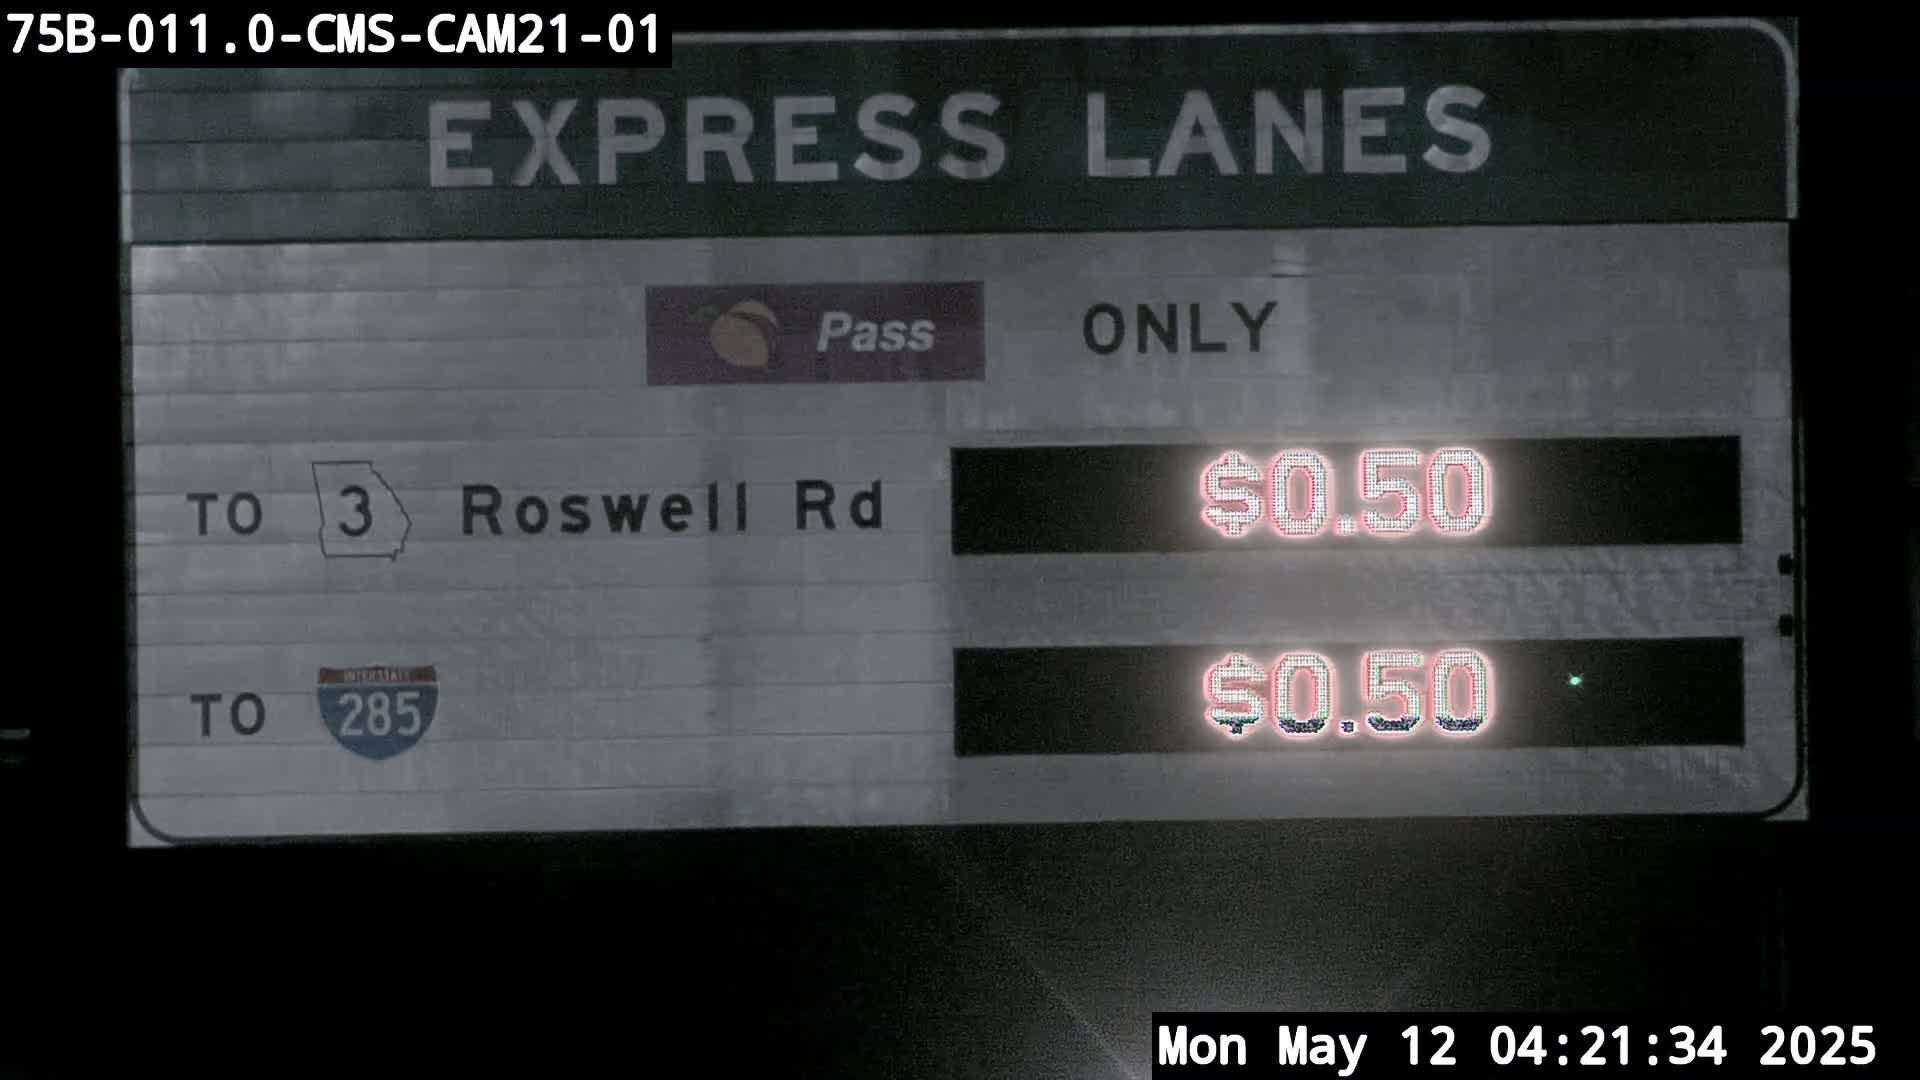 75B-011.0-CMS-CAM21-01
EXPRESS LANES
Pass ONLY
TO 3 Roswell Rd $0.50
TO INTERSTATE 285 $0.50
Mon May 12 04:21:34 2025